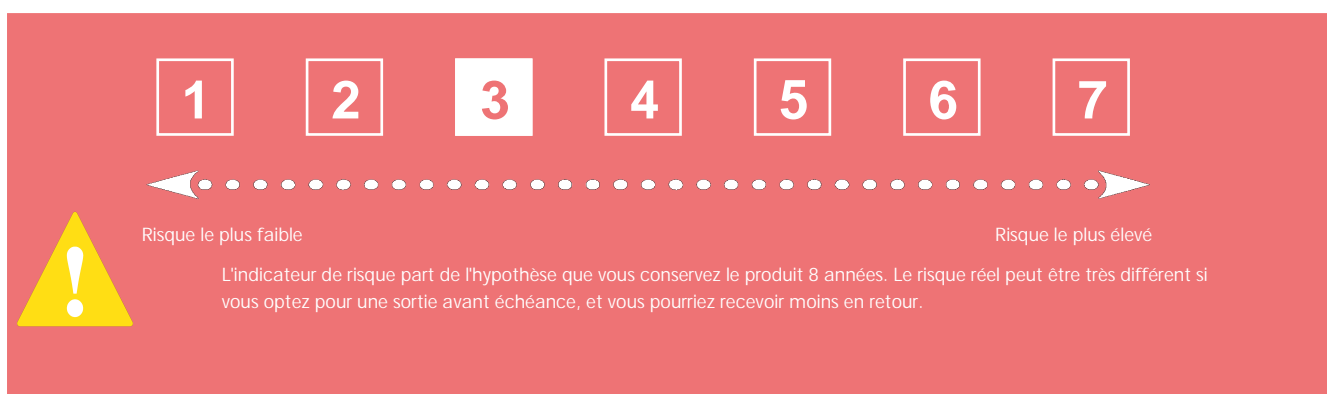 1 2 3 4 5 6 7
Risque le plus faible Risque le plus élevé
!
L'indicateur de risque part de l'hypothèse que vous conservez le produit 8 années. Le risque réel peut être très différent si
vous optez pour une sortie avant échéance, et vous pourriez recevoir moins en retour.